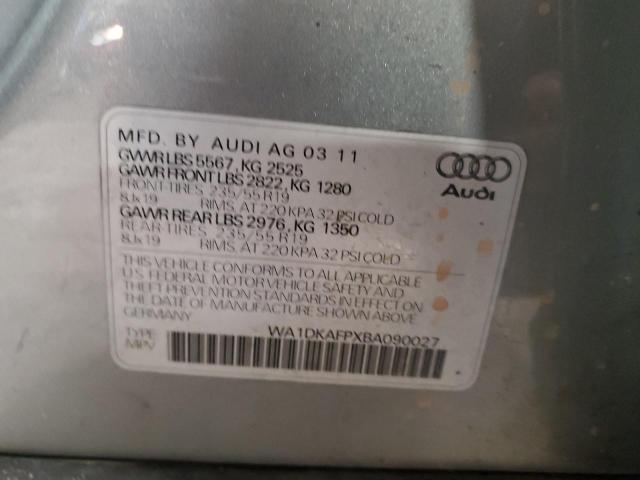 MFD. BY AUDI AG 03 11
GVWR LBS 5567, KG 2525
GAWR FRONT LBS 2822, KG 1280
FRONT-TIRES 235/55 R19
8Jx19 RIMS, AT 220 KPA 32 PSI COLD
GAWR REAR LBS 2976, KG 1350
REAR-TIRES, 235/55 R19
8Jx19 RIMS, AT 220 KPA 32 PSI COLD
THIS VEHICLE CONFORMS TO ALL APPLICABLE
U.S. FEDERAL MOTOR VEHICLE SAFETY AND
THEFT PREVENTION STANDARDS IN EFFECT ON
THE DATE OF MANUFACTURE SHOWN ABOVE.
GERMANY
TYPE:
MPV
WA1DKAFPXBA090027
Audi